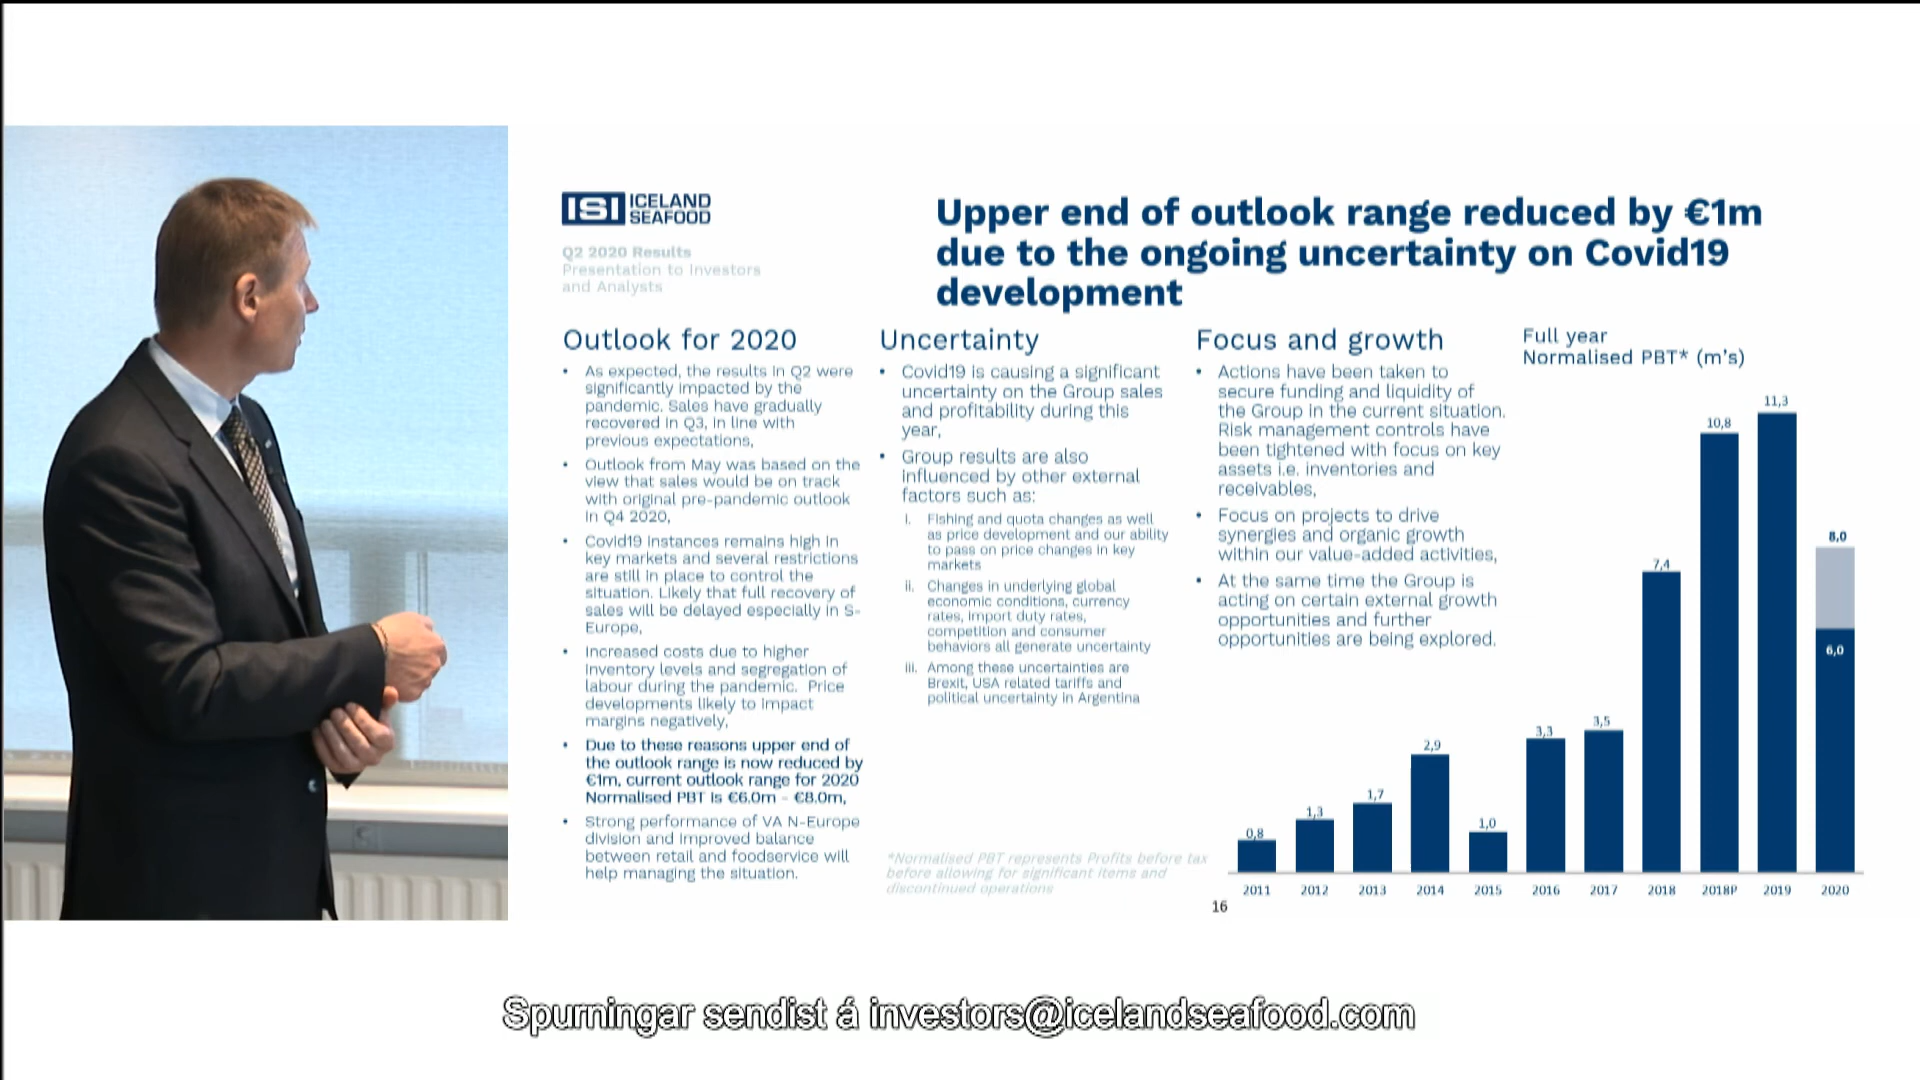 ISI ICELAND
SEAFOOD
Q2 2020 Results
Presentation to Investors
and Analysts
Upper end of outlook range reduced by €1m
due to the ongoing uncertainty on Covid19
development
Outlook for 2020
• As expected, the results in Q2 were
significantly impacted by the
pandemic. Sales have gradually
recovered in Q3, in line with
previous expectations,
• Outlook from May was based on the
view that sales would be on track
with original pre-pandemic outlook
in Q4 2020,
• Covid19 instances remains high in
key markets and several restrictions
are still in place to control the
situation. Likely that full recovery of
sales will be delayed especially in S-
Europe,
• Increased costs due to higher
inventory levels and segregation of
labour during the pandemic. Price
developments likely to impact
margins negatively,
• Due to these reasons upper end of
the outlook range is now reduced by
€1m, current outlook range for 2020
Normalised PBT is €6.0m - €8.0m,
• Strong performance of VA N-Europe
division and improved balance
between retail and foodservice will
help managing the situation.
Uncertainty
• Covid19 is causing a significant
uncertainty on the Group sales
and profitability during this
year,
• Group results are also
influenced by other external
factors such as:
i. Fishing and quota changes as well
as price development and our ability
to pass on price changes in key
markets
ii. Changes in underlying global
economic conditions, currency
rates, import duty rates,
competition and consumer
behaviors all generate uncertainty
iii. Among these uncertainties are
Brexit, USA related tariffs and
political uncertainty in Argentina
*Normalised PBT represents Profits before tax
before allowing for significant items and
discontinued operations
Focus and growth
• Actions have been taken to
secure funding and liquidity of
the Group in the current situation.
Risk management controls have
been tightened with focus on key
assets i.e. inventories and
receivables,
• Focus on projects to drive
synergies and organic growth
within our value-added activities,
• At the same time the Group is
acting on certain external growth
opportunities and further
opportunities are being explored.
Full year
Normalised PBT* (m's)
0,8
1,3
1,7
2,9
1,0
3,3
3,5
7,4
10,8
11,3
8,0
6,0
2011 2012 2013 2014 2015 2016 2017 2018 2018P 2019 2020
16
Spurningar sendist á investors@icelandseafood.com